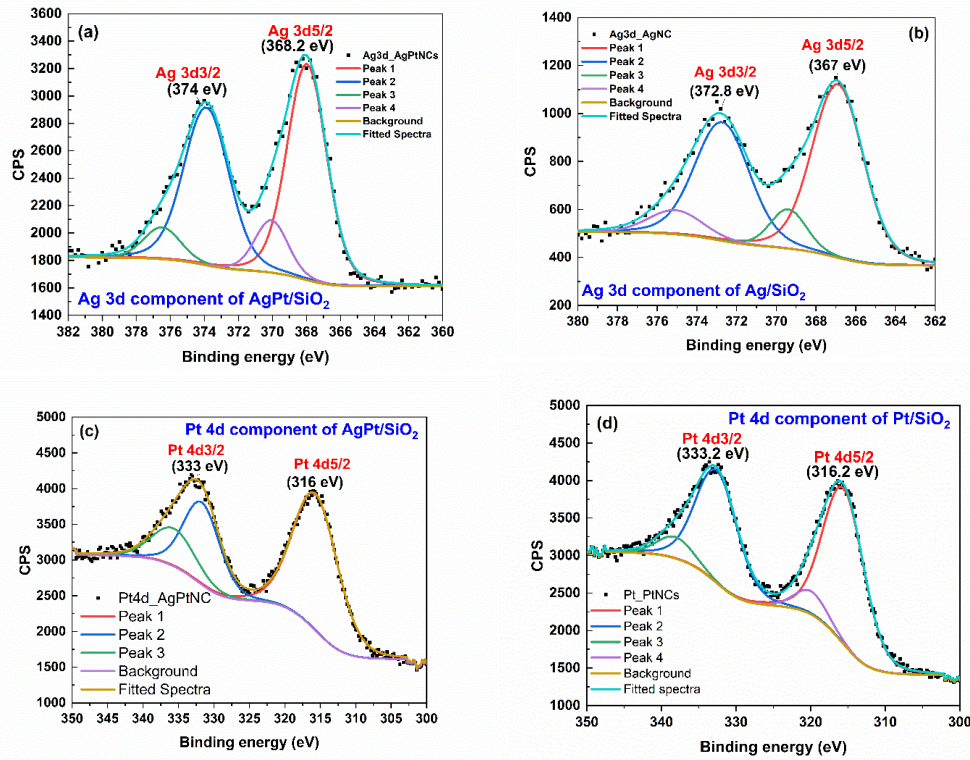 (a)
Ag 3d5/2
(368.2 eV)
Ag 3d3/2
(374 eV)
Ag3d_AgPtNCs
Peak 1
Peak 2
Peak 3
Peak 4
Background
Fitted Spectra
3600
3400
3200
3000
2800
2600
2400
2200
2000
1800
1600
1400
CPS
Ag 3d component of AgPt/SiO2
382 380 378 376 374 372 370 368 366 364 362 360
Binding energy (eV)
(b)
Ag3d_AgNC
Peak 1
Peak 2
Peak 3
Peak 4
Background
Fitted Spectra
Ag 3d5/2
(367 eV)
Ag 3d3/2
(372.8 eV)
1400
1200
1000
800
600
400
200
CPS
Ag 3d component of Ag/SiO2
380 378 376 374 372 370 368 366 364 362
Binding energy (eV)
(c)
Pt 4d component of AgPt/SiO2
Pt 4d3/2
(333 eV)
Pt 4d5/2
(316 eV)
Pt4d_AgPtNC
Peak 1
Peak 2
Peak 3
Background
Fitted Spectra
5000
4500
4000
3500
3000
2500
2000
1500
1000
CPS
350 345 340 335 330 325 320 315 310 305 300
Binding energy (eV)
(d)
Pt 4d component of Pt/SiO2
Pt 4d3/2
(333.2 eV)
Pt 4d5/2
(316.2 eV)
Pt_PtNCs
Peak 1
Peak 2
Peak 3
Peak 4
Background
Fitted spectra
5000
4500
4000
3500
3000
2500
2000
1500
1000
CPS
350 340 330 320 310 300
Binding energy (eV)